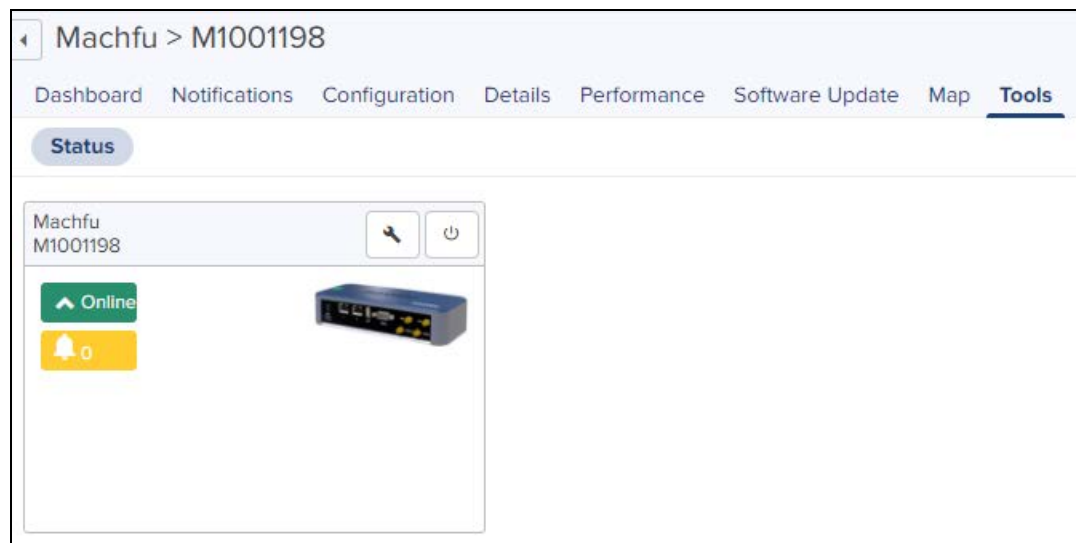 Machfu > M1001198
Dashboard Notifications Configuration Details Performance Software Update Map Tools
Status
Machfu
M1001198
Online
0